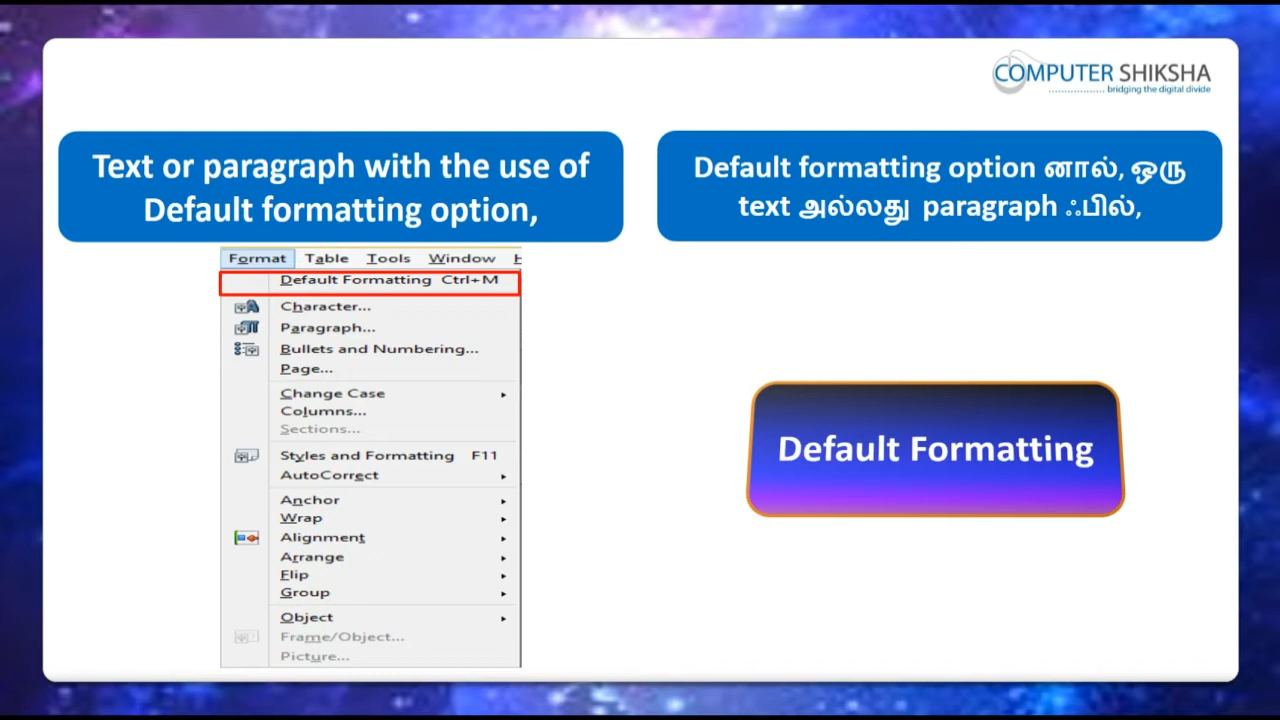 COMPUTER SHIKSHA
bridging the digital divide
Text or paragraph with the use of
Default formatting option,
Default formatting option னால், ஒரு
text அல்லது paragraph ஃபில்,
Format Table Tools Window H
Default Formatting Ctrl+M
Character...
Paragraph...
Bullets and Numbering...
Page...
Change Case
Columns...
Sections...
Styles and Formatting F11
AutoCorrect
Anchor
Wrap
Alignment
Arrange
Flip
Group
Object
Frame/Object...
Picture...
Default Formatting